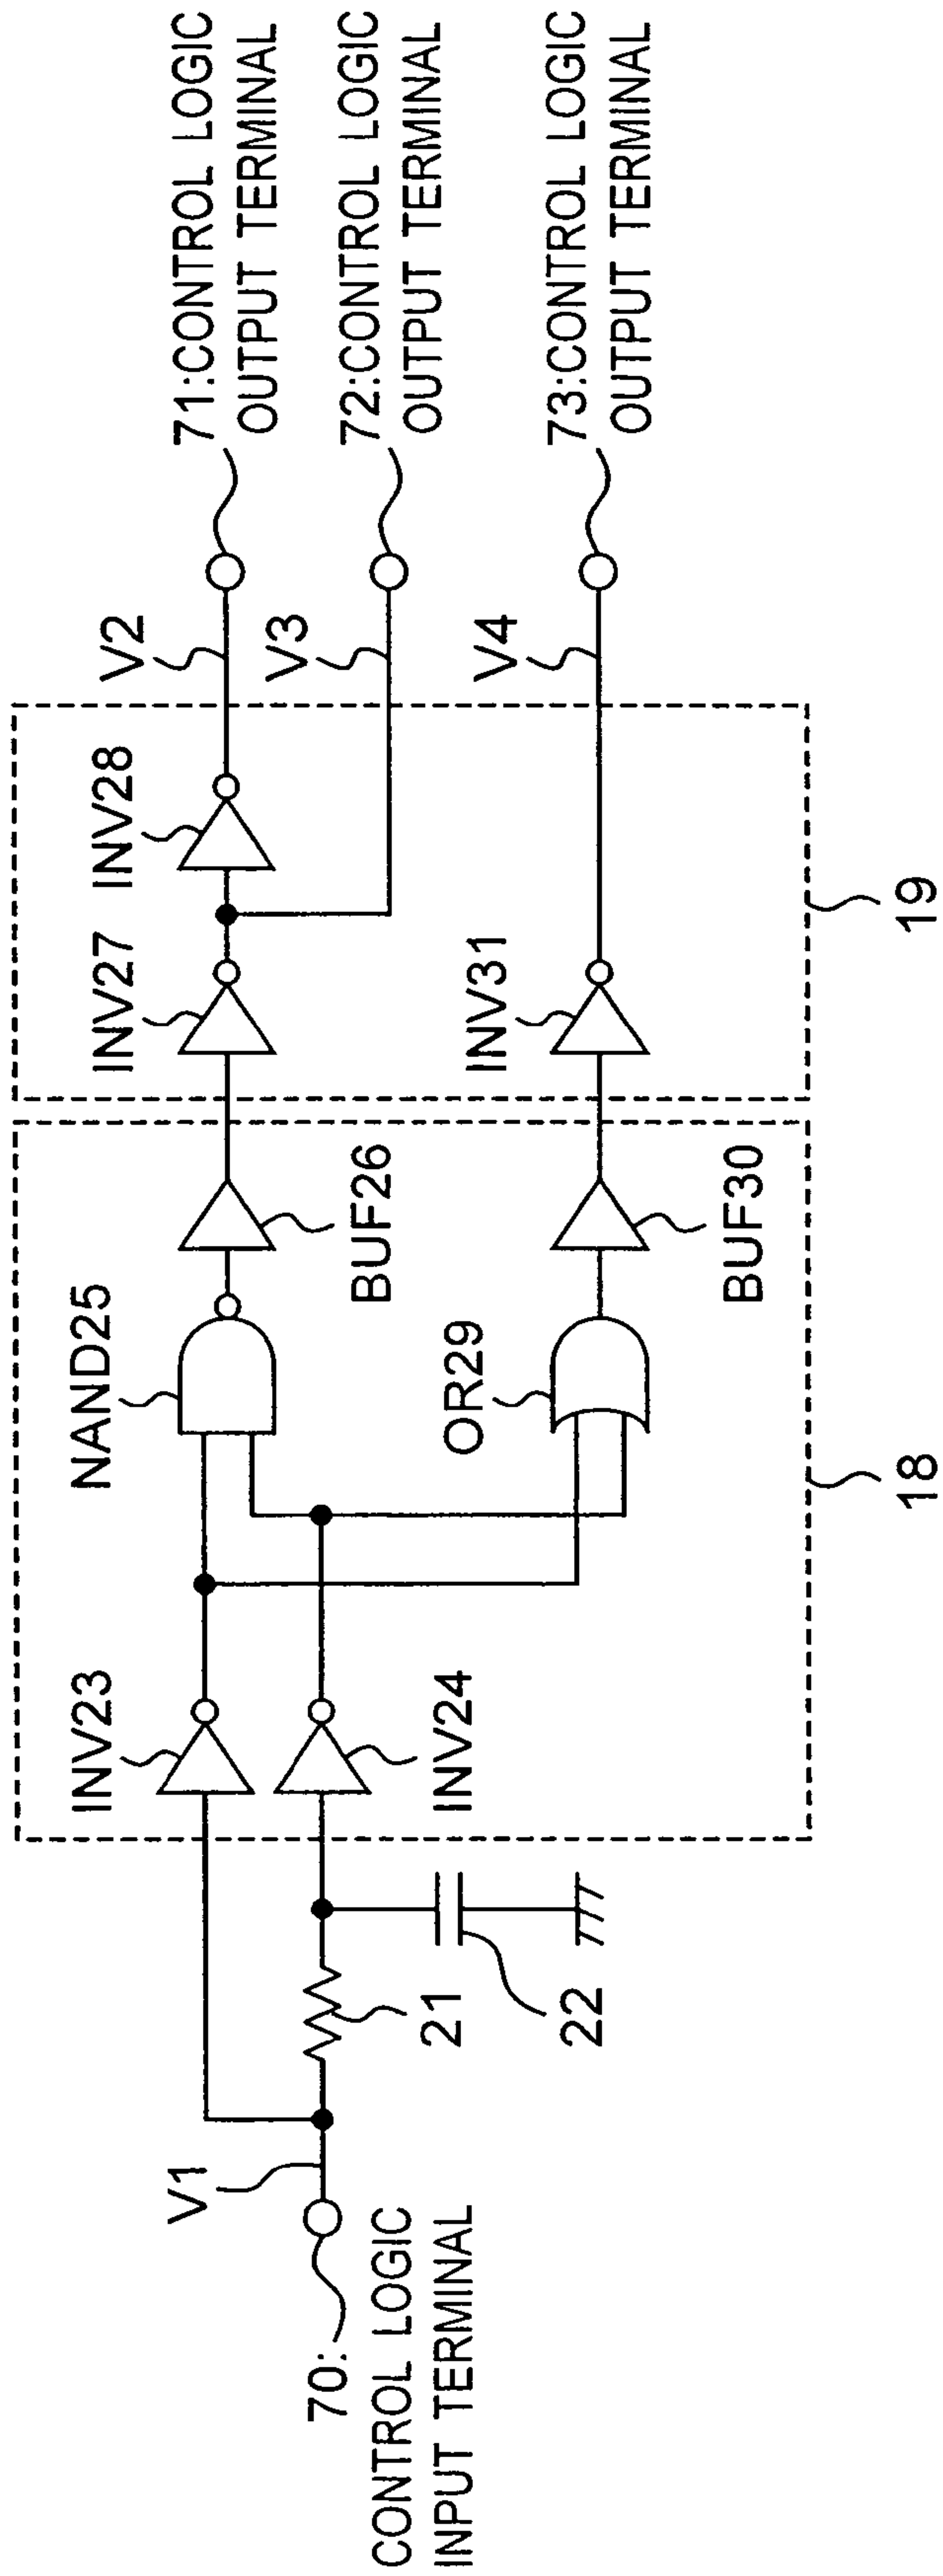 70:
CONTROL LOGIC
INPUT TERMINAL
V1
21
22
INV23
INV24
NAND25
OR29
BUF26
BUF30
18
INV27
INV28
INV31
19
V2
V3
V4
71:CONTROL LOGIC
OUTPUT TERMINAL
72:CONTROL LOGIC
OUTPUT TERMINAL
73:CONTROL LOGIC
OUTPUT TERMINAL